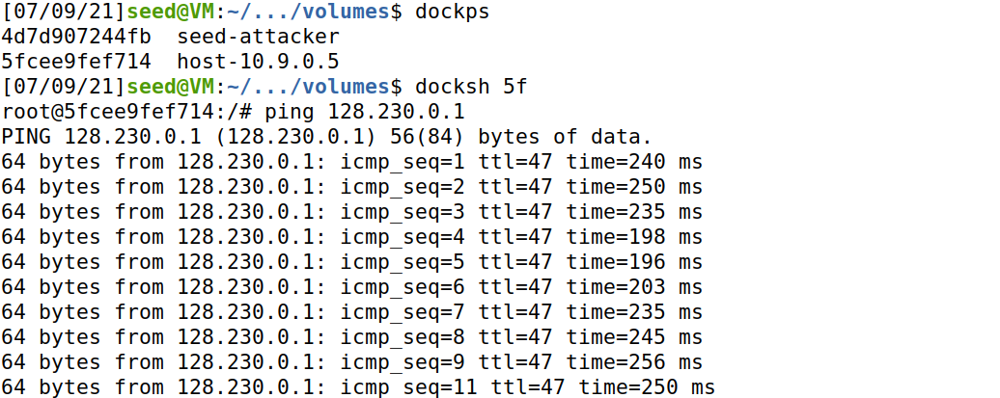 [07/09/21]seed@VM:~/.../volumes$ dockps
4d7d907244fb  seed-attacker
5fcee9fef714  host-10.9.0.5
[07/09/21]seed@VM:~/.../volumes$ docksh 5f
root@5fcee9fef714:/# ping 128.230.0.1
PING 128.230.0.1 (128.230.0.1) 56(84) bytes of data.
64 bytes from 128.230.0.1: icmp_seq=1 ttl=47 time=240 ms
64 bytes from 128.230.0.1: icmp_seq=2 ttl=47 time=250 ms
64 bytes from 128.230.0.1: icmp_seq=3 ttl=47 time=235 ms
64 bytes from 128.230.0.1: icmp_seq=4 ttl=47 time=198 ms
64 bytes from 128.230.0.1: icmp_seq=5 ttl=47 time=196 ms
64 bytes from 128.230.0.1: icmp_seq=6 ttl=47 time=203 ms
64 bytes from 128.230.0.1: icmp_seq=7 ttl=47 time=235 ms
64 bytes from 128.230.0.1: icmp_seq=8 ttl=47 time=245 ms
64 bytes from 128.230.0.1: icmp_seq=9 ttl=47 time=256 ms
64 bytes from 128.230.0.1: icmp_seq=11 ttl=47 time=250 ms